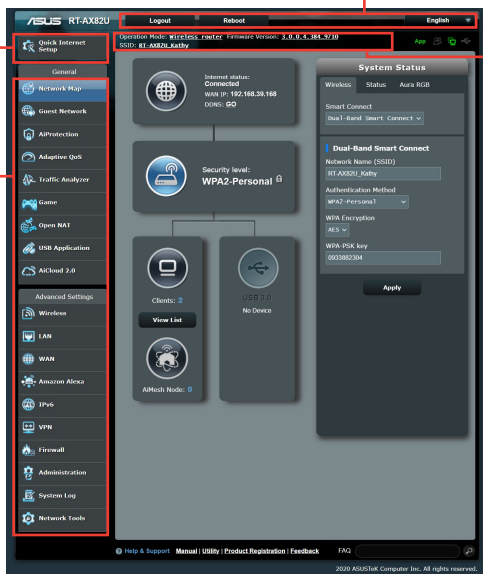 ASUS RT-AX82U
Logout Reboot English
Quick Internet Setup
Operation Mode: Wireless router Firmware Version: 3.0.0.4.384_9710
SSID: RT-AX82U_Kathy
App
General
Network Map
Guest Network
AiProtection
Adaptive QoS
Traffic Analyzer
Game
Open NAT
USB Application
AiCloud 2.0
Advanced Settings
Wireless
LAN
WAN
Amazon Alexa
IPv6
VPN
Firewall
Administration
System Log
Network Tools
Internet status:
Connected
WAN IP: 192.168.39.168
DDNS: GO
Security level:
WPA2-Personal
Clients: 2
View List
AiMesh Node: 0
USB 3.0
No Device
System Status
Wireless Status Aura RGB
Smart Connect
Dual-Band Smart Connect
Dual-Band Smart Connect
Network Name (SSID)
RT-AX82U_Kathy
Authentication Method
WPA2-Personal
WPA Encryption
AES
WPA-PSK key
0933882304
Apply
Help & Support Manual | Utility | Product Registration | Feedback FAQ
2020 ASUSTeK Computer Inc. All rights reserved.